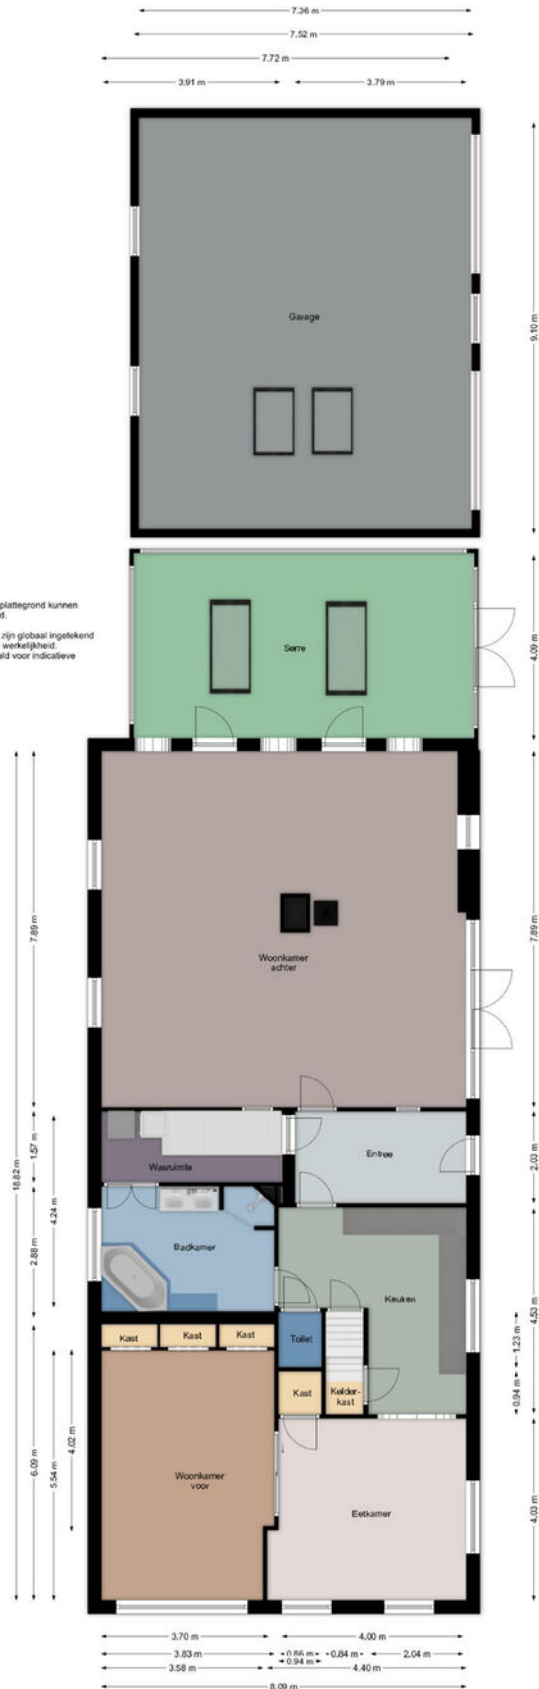 7.36 m
7.52 m
7.72 m
3.91 m 3.79 m
Garage
9.10 m
plattegrond kunnen
d.
zijn globaal ingetekend
werkelijkheid.
ld voor indicatieve
Serre
4.09 m
Woonkamer
achter
7.89 m
7.89 m
18.82 m
Wasruimte
Entree
1.57 m
2.03 m
4.24 m
Badkamer
2.88 m
Keuken
4.53 m
1.23 m
0.94 m
Kast Kast Kast
Toilet
Kast
Kelder-
kast
Woonkamer
voor
Eetkamer
6.09 m
5.54 m
4.02 m
4.03 m
3.70 m 4.00 m
3.83 m 0.86 m 0.84 m 2.04 m
0.94 m
3.58 m 4.40 m
8.09 m